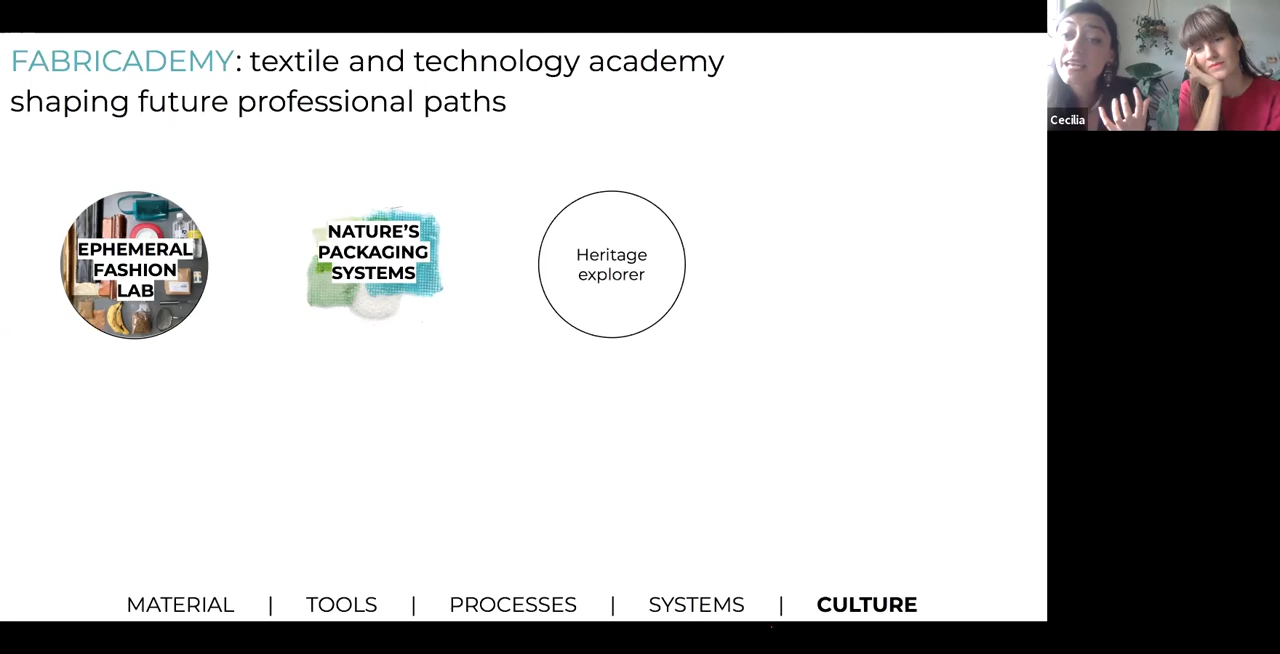 FABRICADEMY: textile and technology academy
shaping future professional paths
Cecilia
EPHEMERAL
FASHION
LAB
NATURE’S
PACKAGING
SYSTEMS
Heritage
explorer
MATERIAL | TOOLS | PROCESSES | SYSTEMS | CULTURE